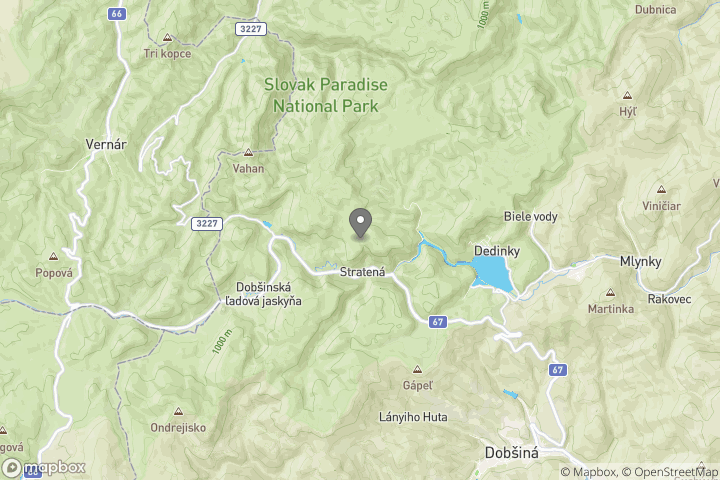 Dubnica
66
3227
Tri kopce
1000 m
Slovak Paradise
National Park
Hýľ
Vernár
Vahan
Viničiar
V
3227
Biele vody
Dedinky
Mlynky
Popová
Stratená
Dobšinská
ľadová jaskyňa
Rakovec
Martinka
67
1000 m
67
Gápeľ
Ondrejisko
Lányiho Huta
gová
Dobšiná
66
mapbox
© Mapbox, © OpenStreetMap